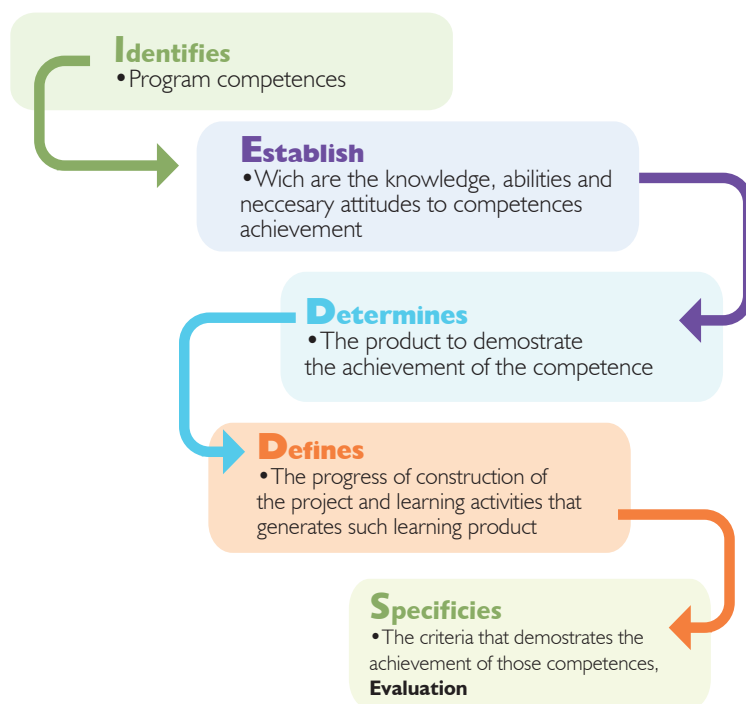 Identifies
•Program competences
Establish
•Wich are the knowledge, abilities and
neccesary attitudes to competences
achievement
Determines
•The product to demostrate
the achievement of the competence
Defines
•The progress of construction of
the project and learning activities that
generates such learning product
Specificies
•The criteria that demostrates the
achievement of those competences,
Evaluation